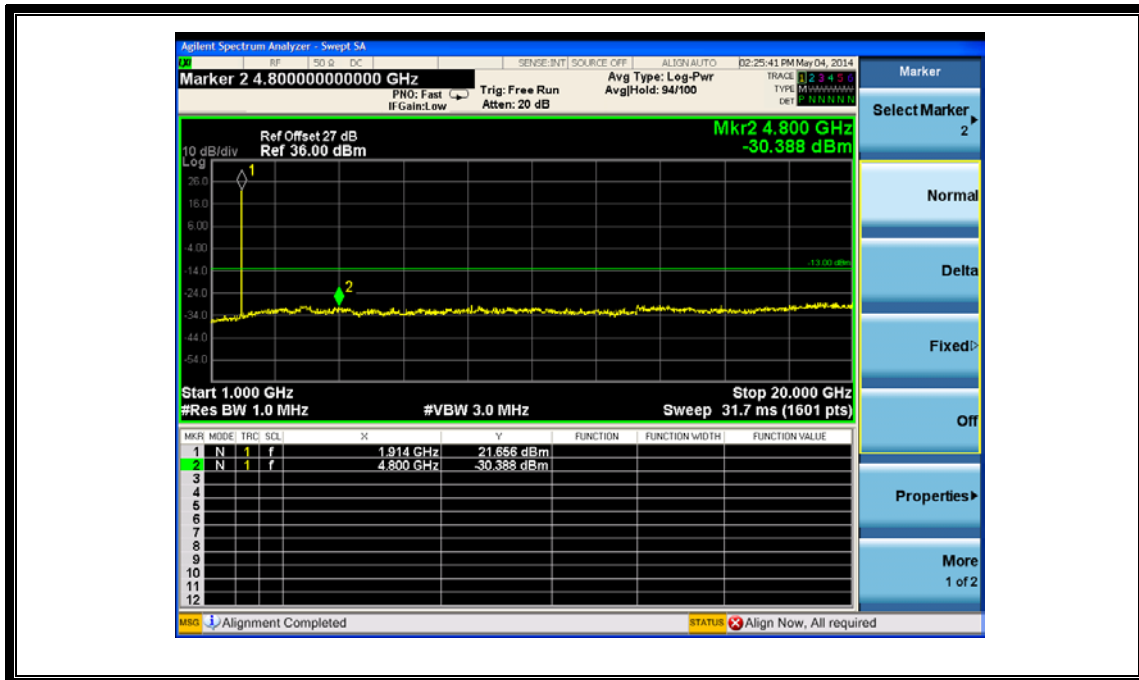 Agilent Spectrum Analyzer - Swept SA
RF 50 Ω DC SENSE:INT SOURCE OFF ALIGN AUTO 02:25:41 PM May 04, 2014
Marker 2 4.800000000000 GHz
PNO: Fast
IFGain:Low
Trig: Free Run
Atten: 20 dB
Avg Type: Log-Pwr
Avg|Hold: 94/100
TRACE 1 2 3 4 5 6
TYPE M
DET P N N N N N
Ref Offset 27 dB
Ref 36.00 dBm
10 dB/div
Log
Mkr2 4.800 GHz
-30.388 dBm
1
26.0
16.0
6.00
-4.00
-13.00 dBm
-14.0
2
-24.0
-34.0
-44.0
-54.0
Start 1.000 GHz
Stop 20.000 GHz
#Res BW 1.0 MHz
#VBW 3.0 MHz
Sweep 31.7 ms (1601 pts)
MKR MODE TRC SCL X Y FUNCTION FUNCTION WIDTH FUNCTION VALUE
1 N 1 f 1.914 GHz 21.656 dBm
2 N 1 f 4.800 GHz -30.388 dBm
3
4
5
6
7
8
9
10
11
12
MSG Alignment Completed
STATUS Align Now, All required
Marker
Select Marker
2
Normal
Delta
Fixed
Off
Properties
More
1 of 2